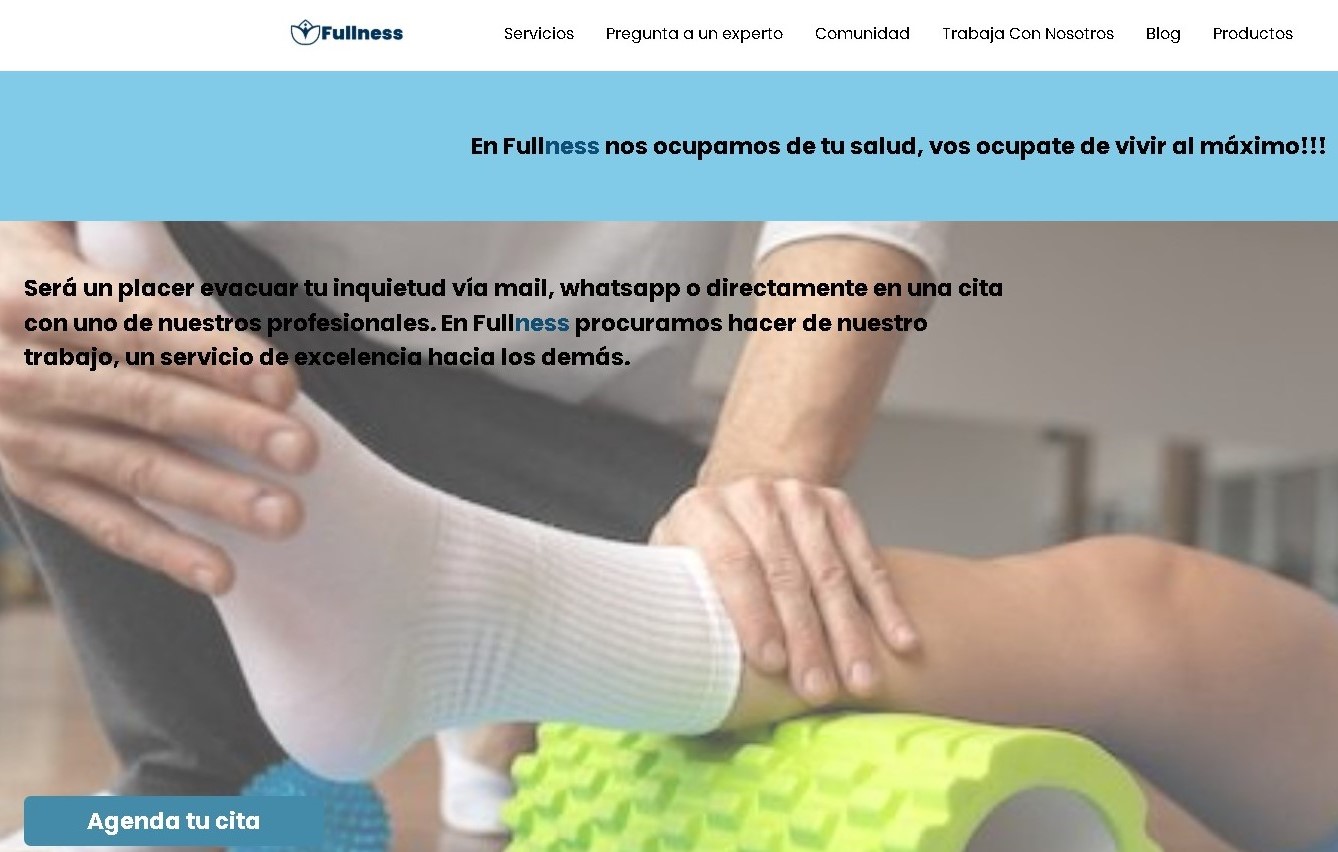 Fullness
Servicios Pregunta a un experto Comunidad Trabaja Con Nosotros Blog Productos
En Fullness nos ocupamos de tu salud, vos ocupate de vivir al máximo!!!
Será un placer evacuar tu inquietud vía mail, whatsapp o directamente en una cita
con uno de nuestros profesionales. En Fullness procuramos hacer de nuestro
trabajo, un servicio de excelencia hacia los demás.
Agenda tu cita